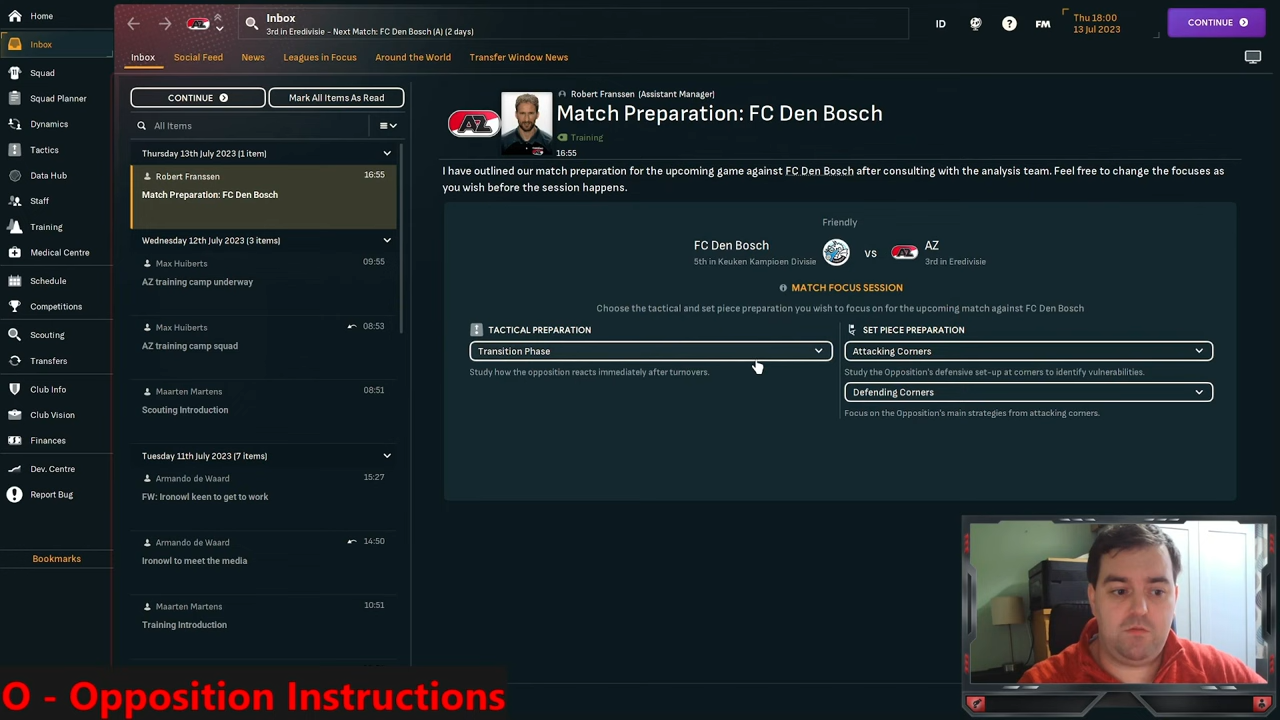 Home
Inbox
Squad
Squad Planner
Dynamics
Tactics
Data Hub
Staff
Training
Medical Centre
Schedule
Competitions
Scouting
Transfers
Club Info
Club Vision
Finances
Dev. Centre
Report Bug
Bookmarks
AZ
Inbox
3rd in Eredivisie - Next Match: FC Den Bosch (A) (2 days)
ID
?
FM
Thu 18:00
13 Jul 2023
CONTINUE
Inbox
Social Feed
News
Leagues in Focus
Around the World
Transfer Window News
CONTINUE
Mark All Items As Read
All Items
Thursday 13th July 2023 (1 item)
Robert Franssen
16:55
Match Preparation: FC Den Bosch
Wednesday 12th July 2023 (3 items)
Max Huiberts
09:55
AZ training camp underway
Max Huiberts
08:53
AZ training camp squad
Maarten Martens
08:51
Scouting Introduction
Tuesday 11th July 2023 (7 items)
Armando de Waard
15:27
FW: Ironowl keen to get to work
Armando de Waard
14:50
Ironowl to meet the media
Maarten Martens
10:51
Training Introduction
AZ
Robert Franssen (Assistant Manager)
Match Preparation: FC Den Bosch
Training
16:55
I have outlined our match preparation for the upcoming game against FC Den Bosch after consulting with the analysis team. Feel free to change the focuses as
you wish before the session happens.
Friendly
FC Den Bosch
5th in Keuken Kampioen Divisie
VS
AZ
AZ
3rd in Eredivisie
MATCH FOCUS SESSION
Choose the tactical and set piece preparation you wish to focus on for the upcoming match against FC Den Bosch
TACTICAL PREPARATION
Transition Phase
Study how the opposition reacts immediately after turnovers.
SET PIECE PREPARATION
Attacking Corners
Study the Opposition's defensive set-up at corners to identify vulnerabilities.
Defending Corners
Focus on the Opposition's main strategies from attacking corners.
O - Opposition Instructions